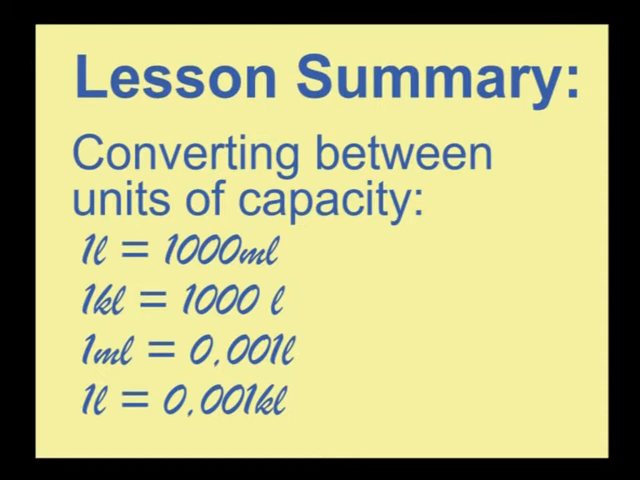 Lesson Summary:
Converting between
units of capacity:
1l = 1000ml
1kl = 1000 l
1ml = 0,001l
1l = 0,001kl